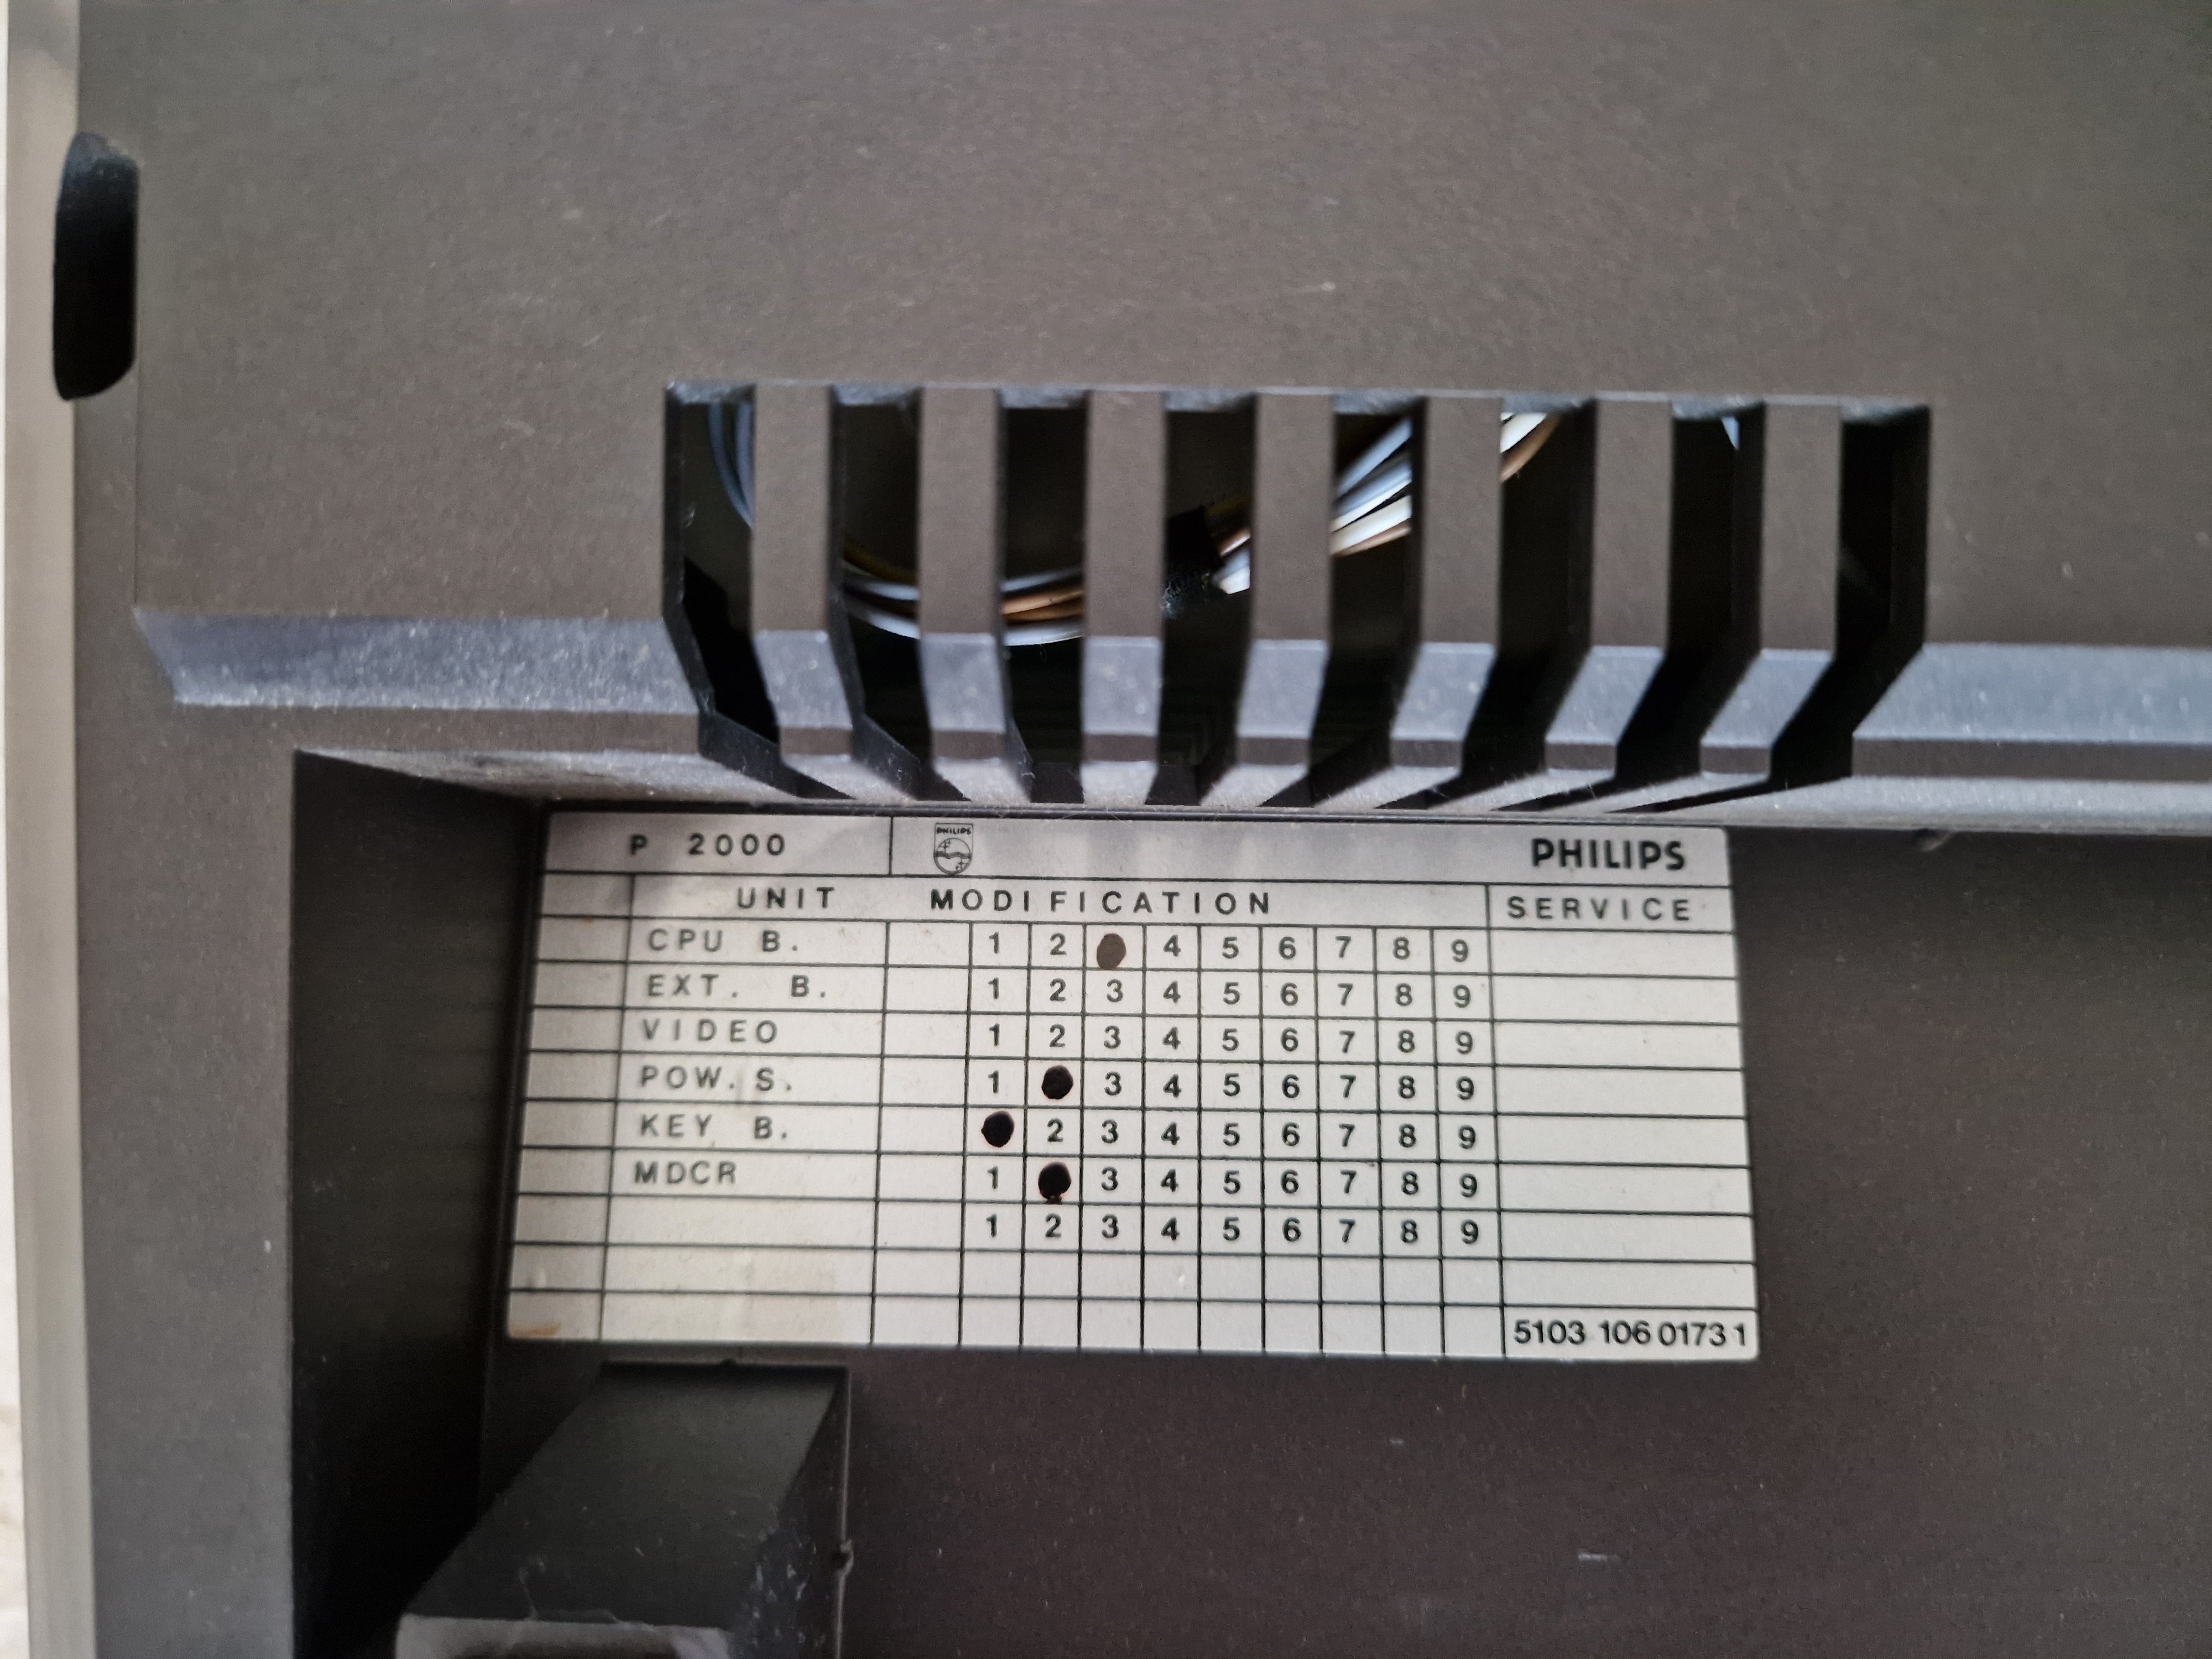 P 2000 PHILIPS PHILIPS
UNIT MODIFICATION SERVICE
CPU B. 1 2 4 5 6 7 8 9
EXT. B. 1 2 3 4 5 6 7 8 9
VIDEO 1 2 3 4 5 6 7 8 9
POW. S. 1 3 4 5 6 7 8 9
KEY B. 2 3 4 5 6 7 8 9
MDCR 1 3 4 5 6 7 8 9
1 2 3 4 5 6 7 8 9
5103 106 0173 1